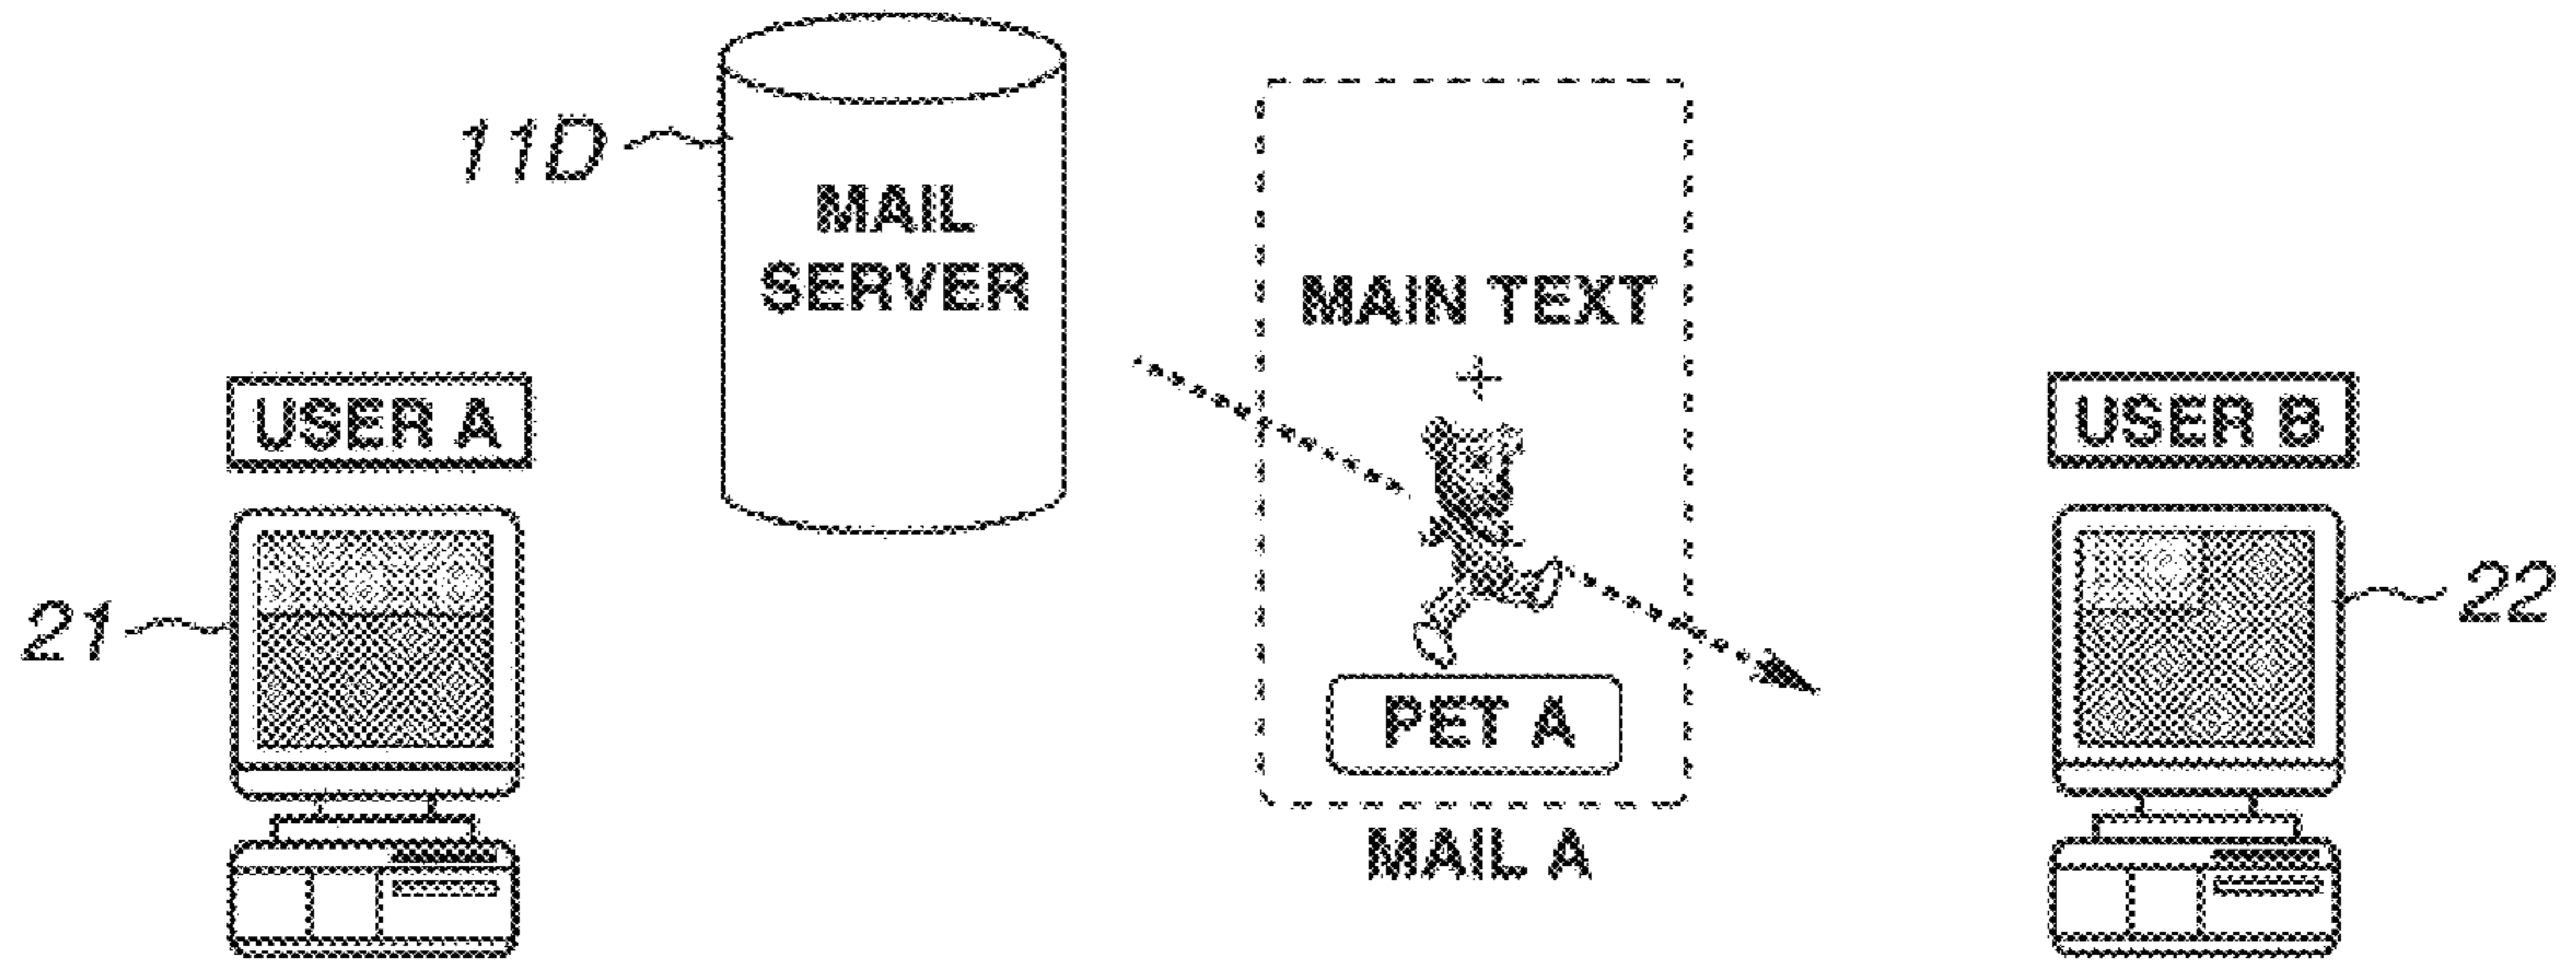 11D
MAIL
SERVER
MAIN TEXT
+
USER A
USER B
21
22
PET A
MAIL A